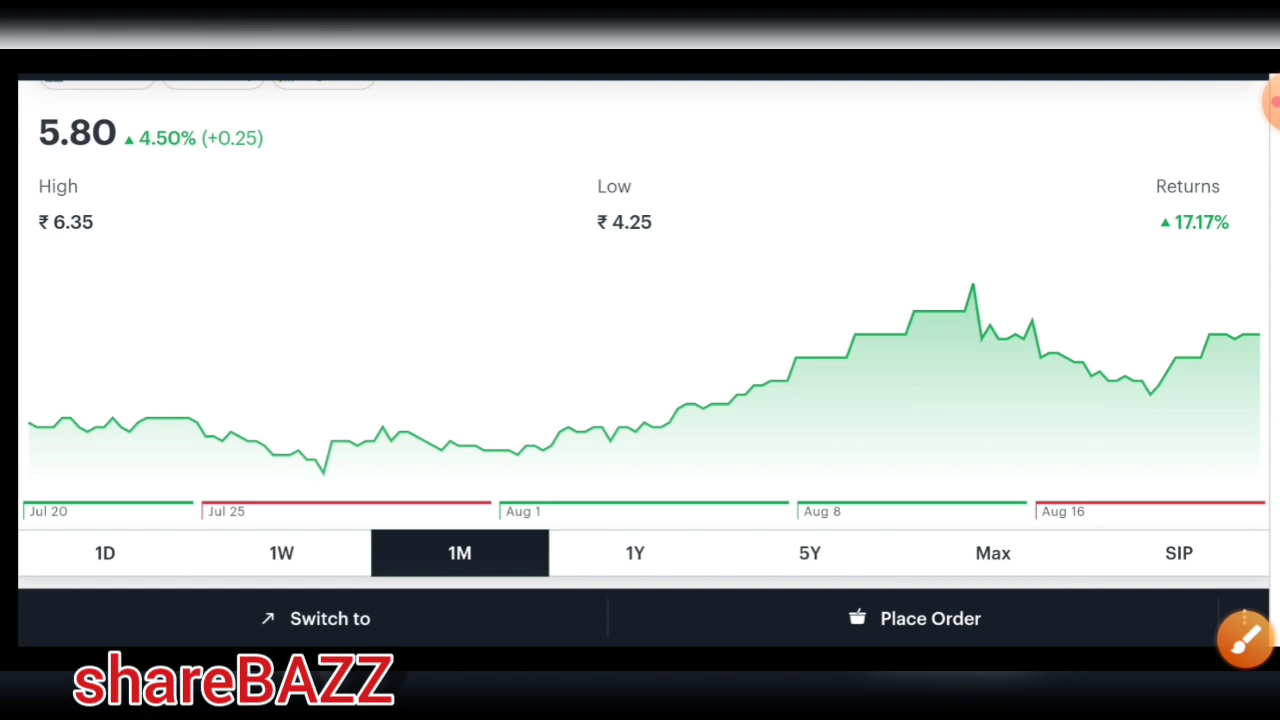 5.80 ▲ 4.50% (+0.25)
High Low Returns
₹ 6.35 ₹ 4.25 ▲ 17.17%
Jul 20 Jul 25 Aug 1 Aug 8 Aug 16
1D 1W 1M 1Y 5Y Max SIP
Switch to Place Order
shareBAZZ